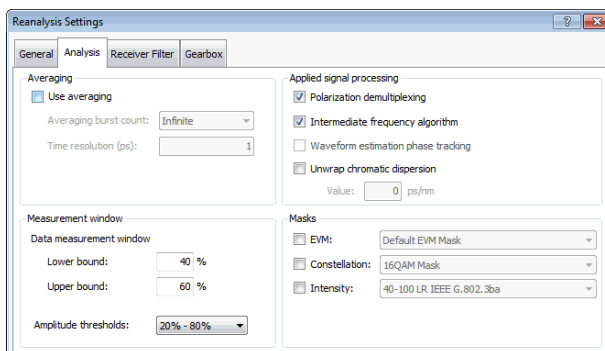 Reanalysis Settings
General Analysis Receiver Filter Gearbox
Averaging
Use averaging
Averaging burst count: Infinite
Time resolution (ps): 1
Applied signal processing
Polarization demultiplexing
Intermediate frequency algorithm
Waveform estimation phase tracking
Unwrap chromatic dispersion
Value: 0 ps/nm
Measurement window
Data measurement window
Lower bound: 40 %
Upper bound: 60 %
Amplitude thresholds: 20% - 80%
Masks
EVM: Default EVM Mask
Constellation: 16QAM Mask
Intensity: 40-100 LR IEEE G.802.3ba